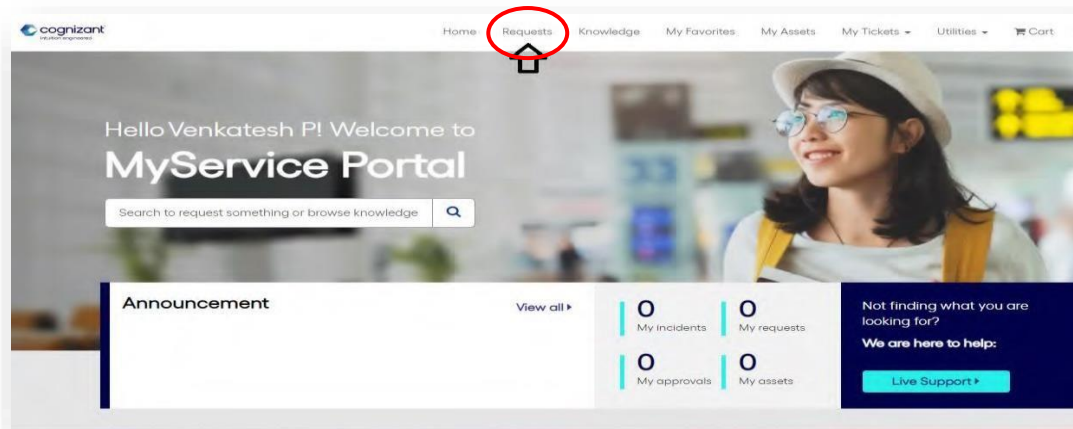 cognizant
Home Requests Knowledge My Favorites My Assets My Tickets Utilities Cart
Hello Venkatesh P! Welcome to
MyService Portal
Search to request something or browse knowledge
Announcement
View all
0
My incidents
0
My requests
0
My approvals
0
My assets
Not finding what you are
looking for?
We are here to help:
Live Support